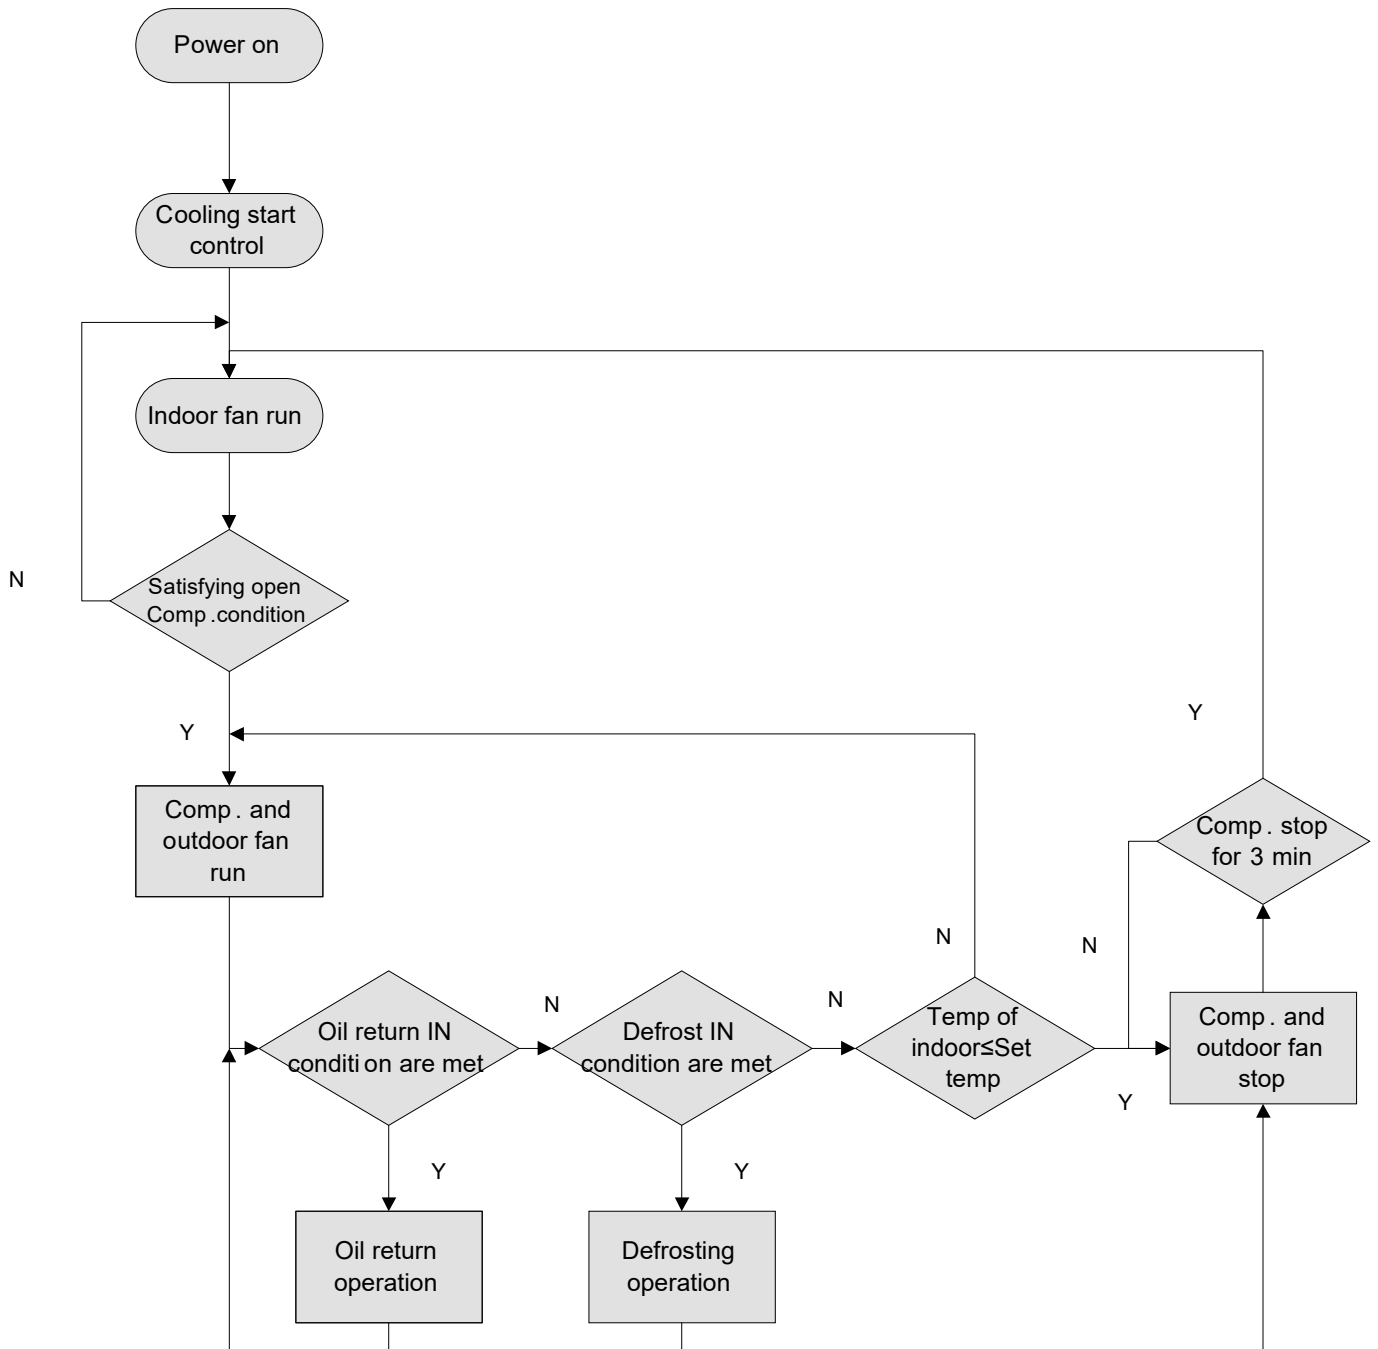 Power on
Cooling start
control
Indoor fan run
N
Satisfying open
Comp.condition
Y
Y
Comp. and
outdoor fan
run
Comp. stop
for 3 min
N
N
N
N
Oil return IN
condition are met
Defrost IN
condition are met
Temp of
indoor≤Set
temp
Comp. and
outdoor fan
stop
Y
Y
Y
Oil return
operation
Defrosting
operation